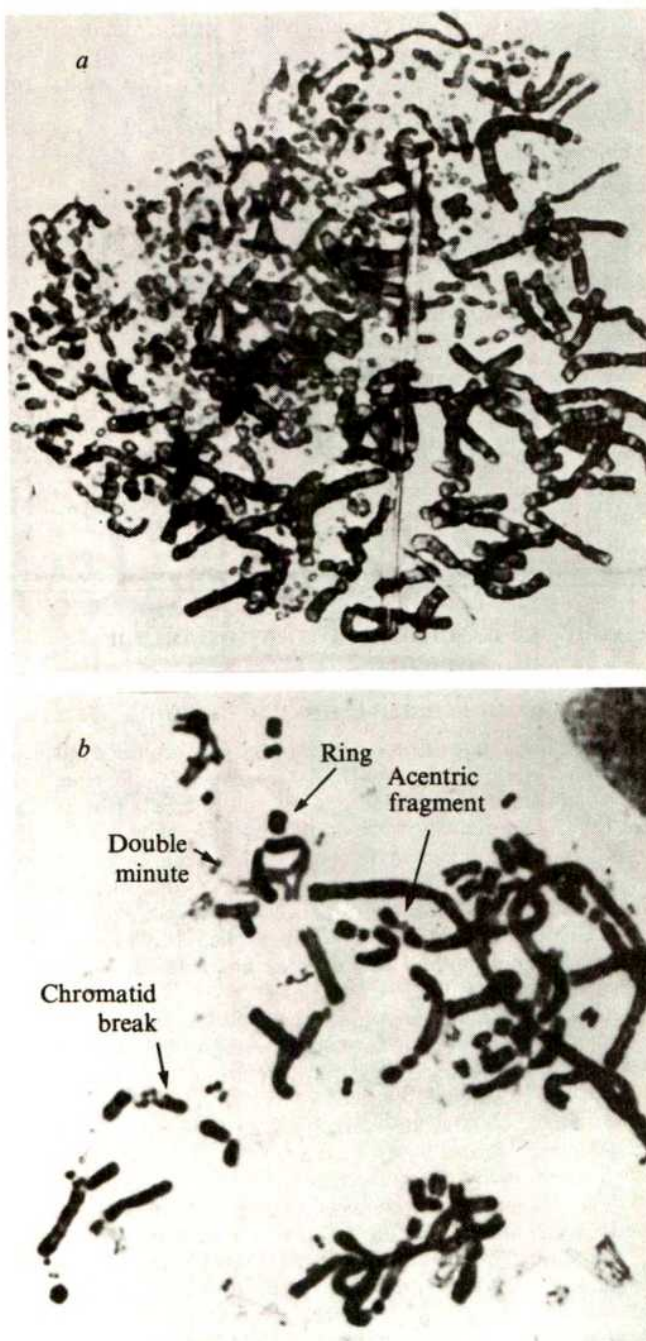 a
b
Ring
Acentric
fragment
Double
minute
Chromatid
break